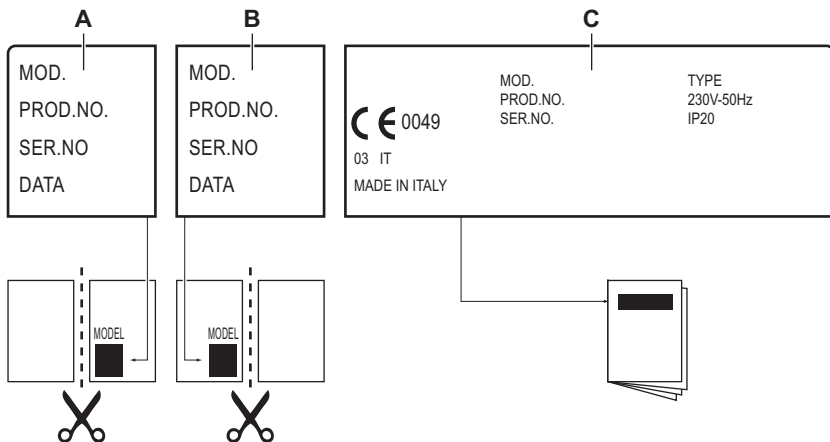 A
B
C
MOD.
PROD.NO.
SER.NO
DATA
MOD.
PROD.NO.
SER.NO
DATA
CE 0049
03 IT
MADE IN ITALY
MOD.
PROD.NO.
SER.NO.
TYPE
230V-50Hz
IP20
MODEL
MODEL